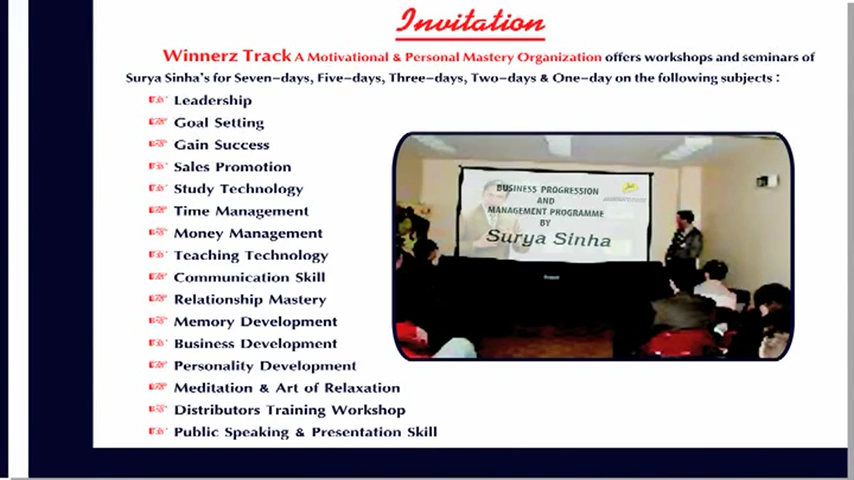 Invitation
Winnerz Track A Motivational & Personal Mastery Organization offers workshops and seminars of
Surya Sinha's for Seven-days, Five-days, Three-days, Two-days & One-day on the following subjects :
Leadership
Goal Setting
Gain Success
Sales Promotion
Study Technology
Time Management
Money Management
Teaching Technology
Communication Skill
Relationship Mastery
Memory Development
Business Development
Personality Development
Meditation & Art of Relaxation
Distributors Training Workshop
Public Speaking & Presentation Skill
BUSINESS PROGRESSION
AND
MANAGEMENT PROGRAMME
BY
Surya Sinha